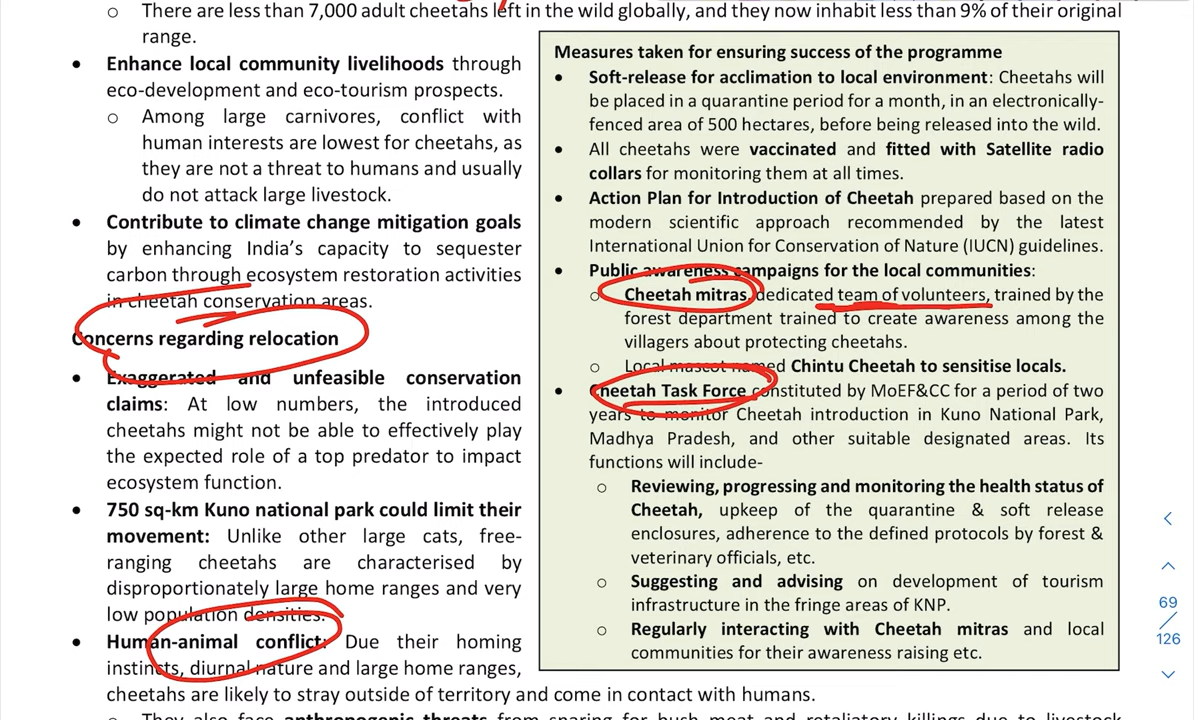 o There are less than 7,000 adult cheetahs left in the wild globally, and they now inhabit less than 9% of their original
range.
• Enhance local community livelihoods through
eco-development and eco-tourism prospects.
o Among large carnivores, conflict with
human interests are lowest for cheetahs, as
they are not a threat to humans and usually
do not attack large livestock.
• Contribute to climate change mitigation goals
by enhancing India's capacity to sequester
carbon through ecosystem restoration activities
in cheetah conservation areas.
Concerns regarding relocation
• Exaggerated and unfeasible conservation
claims: At low numbers, the introduced
cheetahs might not be able to effectively play
the expected role of a top predator to impact
ecosystem function.
• 750 sq-km Kuno national park could limit their
movement: Unlike other large cats, free-
ranging cheetahs are characterised by
disproportionately large home ranges and very
low population densities.
• Human-animal conflict: Due their homing
instincts, diurnal nature and large home ranges,
cheetahs are likely to stray outside of territory and come in contact with humans.
o They also face anthropogenic threats from snaring for bush meat and retaliatory killings due to livestock
Measures taken for ensuring success of the programme
• Soft-release for acclimation to local environment: Cheetahs will
be placed in a quarantine period for a month, in an electronically-
fenced area of 500 hectares, before being released into the wild.
• All cheetahs were vaccinated and fitted with Satellite radio
collars for monitoring them at all times.
• Action Plan for Introduction of Cheetah prepared based on the
modern scientific approach recommended by the latest
International Union for Conservation of Nature (IUCN) guidelines.
• Public awareness campaigns for the local communities:
o Cheetah mitras, dedicated team of volunteers, trained by the
forest department trained to create awareness among the
villagers about protecting cheetahs.
o Local mascot named Chintu Cheetah to sensitise locals.
• Cheetah Task Force constituted by MoEF&CC for a period of two
years to monitor Cheetah introduction in Kuno National Park,
Madhya Pradesh, and other suitable designated areas. Its
functions will include-
o Reviewing, progressing and monitoring the health status of
Cheetah, upkeep of the quarantine & soft release
enclosures, adherence to the defined protocols by forest &
veterinary officials, etc.
o Suggesting and advising on development of tourism
infrastructure in the fringe areas of KNP.
o Regularly interacting with Cheetah mitras and local
communities for their awareness raising etc.
69
/
126